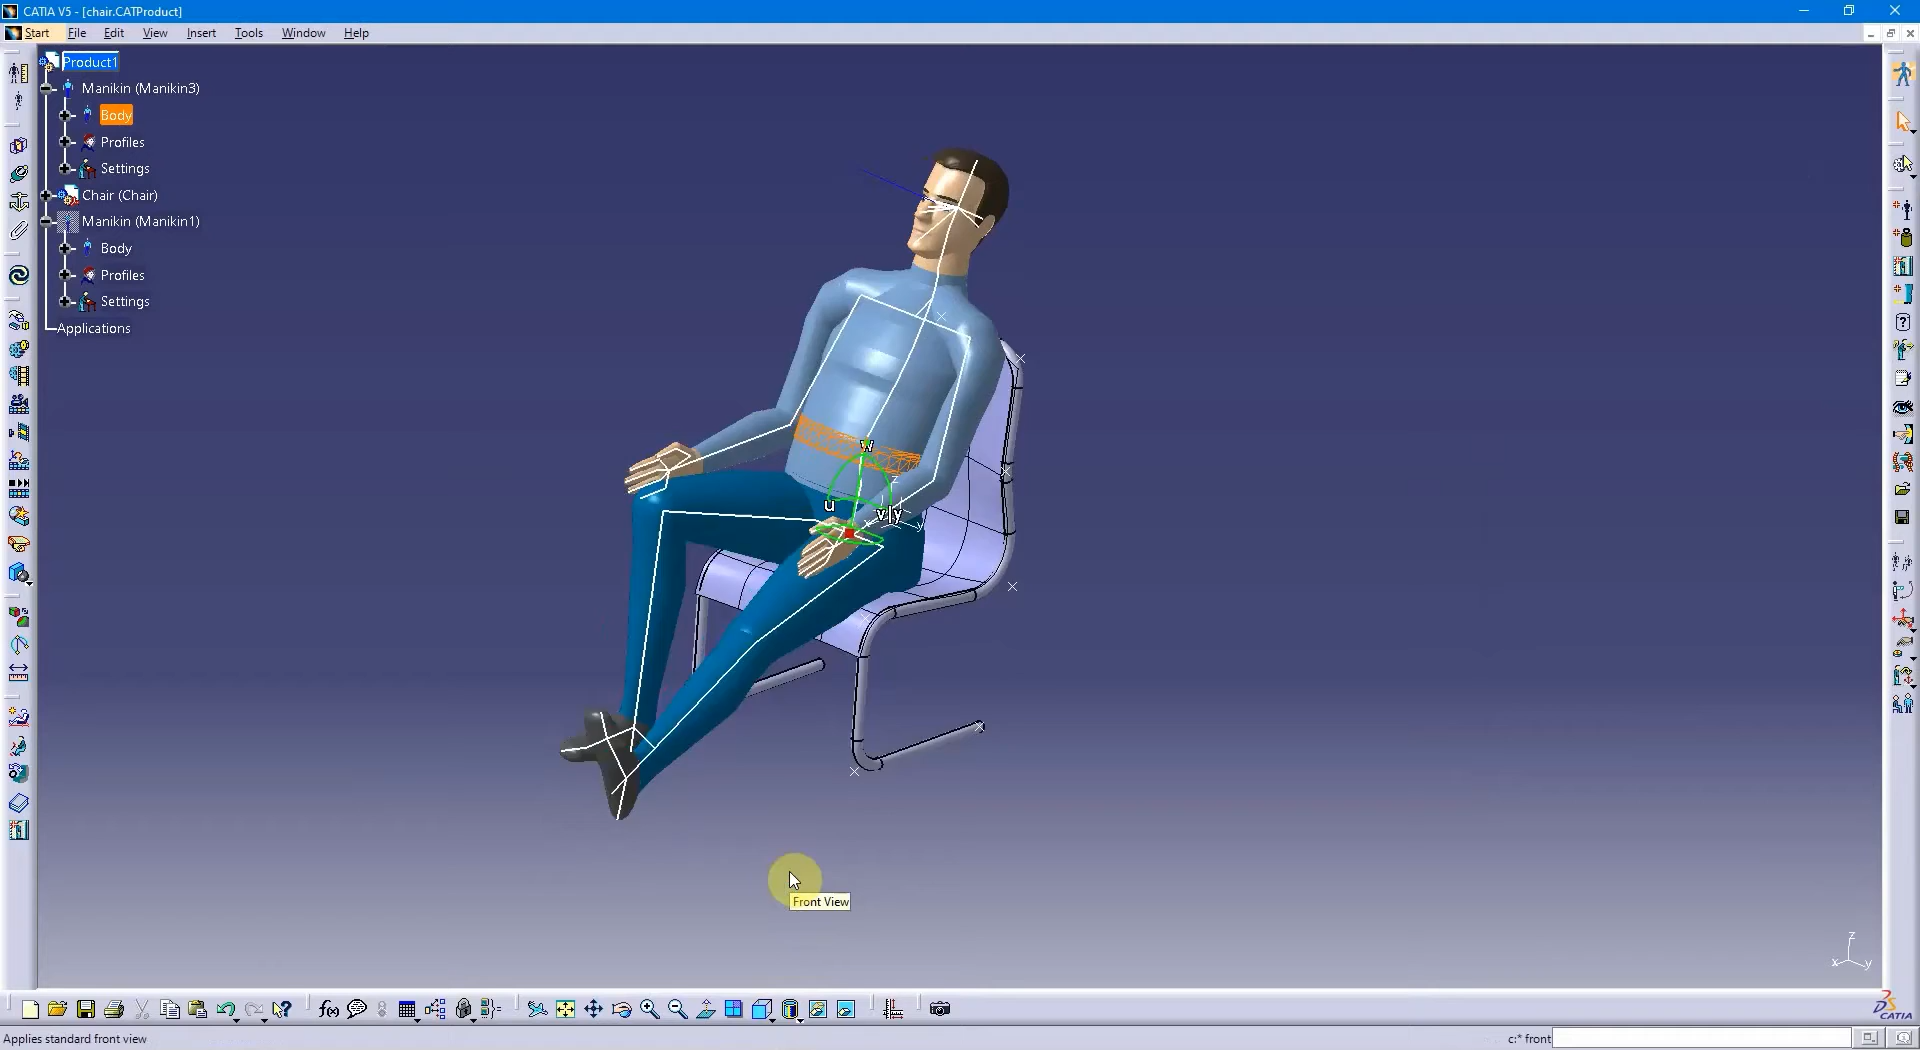 CATIA V5 - [chair.CATProduct]
Start File Edit View Insert Tools Window Help
Product1
Manikin (Manikin3)
Body
Profiles
Settings
Chair (Chair)
Manikin (Manikin1)
Body
Profiles
Settings
Applications
w
z
u
v|y
y
Front View
z
x
y
f(x)
CATIA
Applies standard front view
c:* front